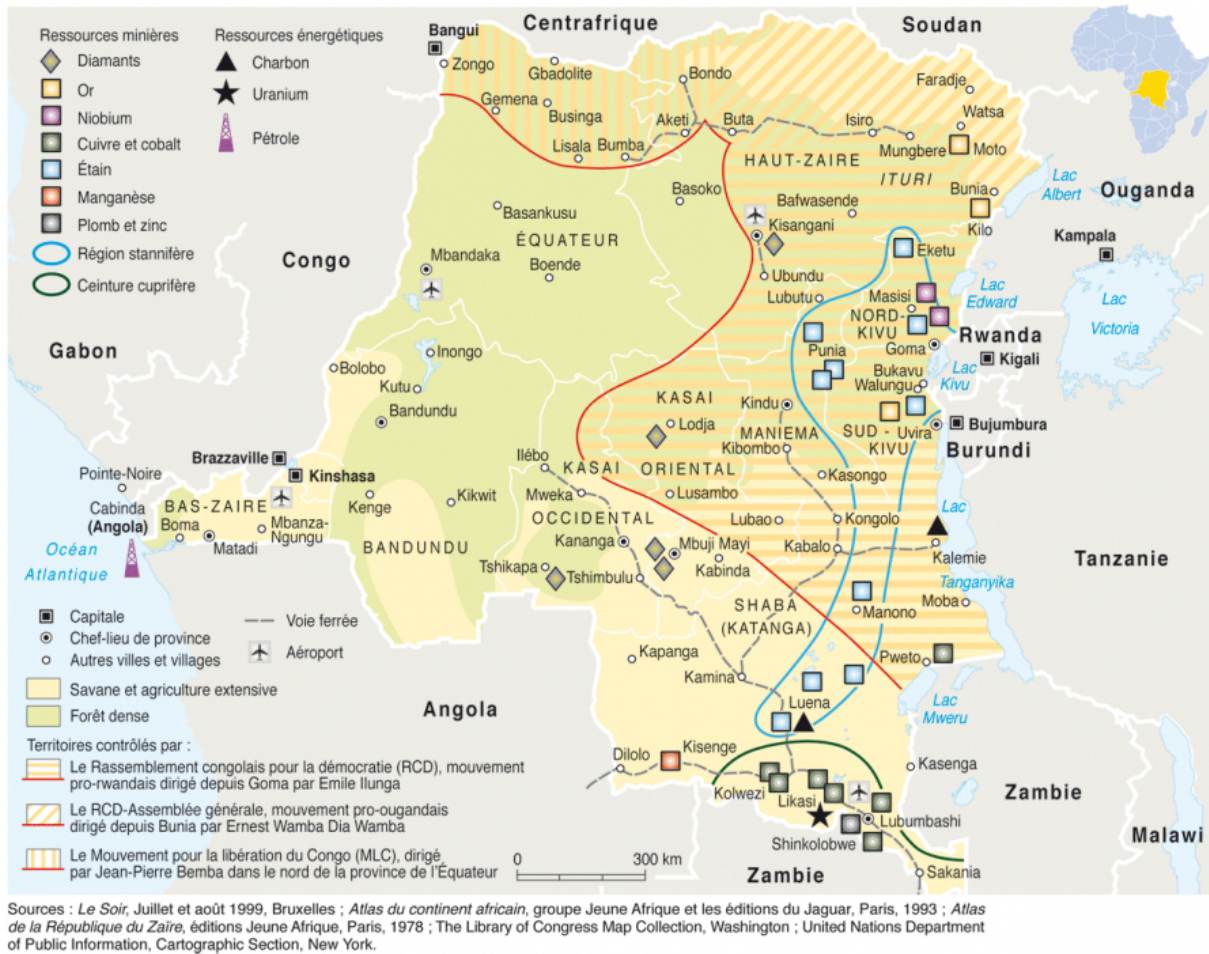 Ressources minières
Diamants
Or
Niobium
Cuivre et cobalt
Étain
Manganèse
Plomb et zinc
Région stannifère
Ceinture cuprifère
Ressources énergétiques
Charbon
Uranium
Pétrole
Centrafrique
Soudan
Bangui
Zongo
Gbadolite
Bondo
Faradje
Gemena
Businga
Watsa
Aketi
Buta
Isiro
Lisala
Bumba
Mungbere
Moto
HAUT-ZAIRE
ITURI
Lac
Albert
Ouganda
Basoko
Bunia
Bafwasende
Basankusu
Kisangani
Kilo
Kampala
ÉQUATEUR
Congo
Mbandaka
Boende
Eketu
Ubundu
Lubutu
Masisi
Lac
Edward
Lac
Victoria
NORD-
KIVU
Gabon
Inongo
Punia
Goma
Rwanda
Kigali
Bolobo
Kutu
Bukavu
Walungu
Lac
Kivu
Bandundu
KASAI
Kindu
Lodja
MANIEMA
SUD -
KIVU
Uvira
Bujumbura
Kibombo
Burundi
Brazzaville
Kinshasa
Ilébo
KASAI
ORIENTAL
Pointe-Noire
Kasongo
Cabinda
(Angola)
BAS-ZAIRE
Kenge
Kikwit
Mweka
Lusambo
OCCIDENTAL
Lubao
Kongolo
Lac
Boma
Matadi
Mbanza-
Ngungu
BANDUNDU
Kananga
Mbuji Mayi
Kabalo
Kalemie
Océan
Atlantique
Tshikapa
Tshimbulu
Kabinda
Tanganyika
Tanzanie
SHABA
(KATANGA)
Manono
Moba
Capitale
Chef-lieu de province
Autres villes et villages
Voie ferrée
Aéroport
Kapanga
Kamina
Pweto
Savane et agriculture extensive
Forêt dense
Angola
Luena
Lac
Mweru
Territoires contrôlés par :
Le Rassemblement congolais pour la démocratie (RCD), mouvement
pro-rwandais dirigé depuis Goma par Emile Ilunga
Le RCD-Assemblée générale, mouvement pro-ougandais
dirigé depuis Bunia par Ernest Wamba Dia Wamba
Le Mouvement pour la libération du Congo (MLC), dirigé
par Jean-Pierre Bemba dans le nord de la province de l'Équateur
Dilolo
Kisenge
Kasenga
Kolwezi
Likasi
Zambie
Lubumbashi
Malawi
Shinkolobwe
0
300 km
Zambie
Sakania
Sources : Le Soir, Juillet et août 1999, Bruxelles ; Atlas du continent africain, groupe Jeune Afrique et les éditions du Jaguar, Paris, 1993 ; Atlas
de la République du Zaïre, éditions Jeune Afrique, Paris, 1978 ; The Library of Congress Map Collection, Washington ; United Nations Department
of Public Information, Cartographic Section, New York.